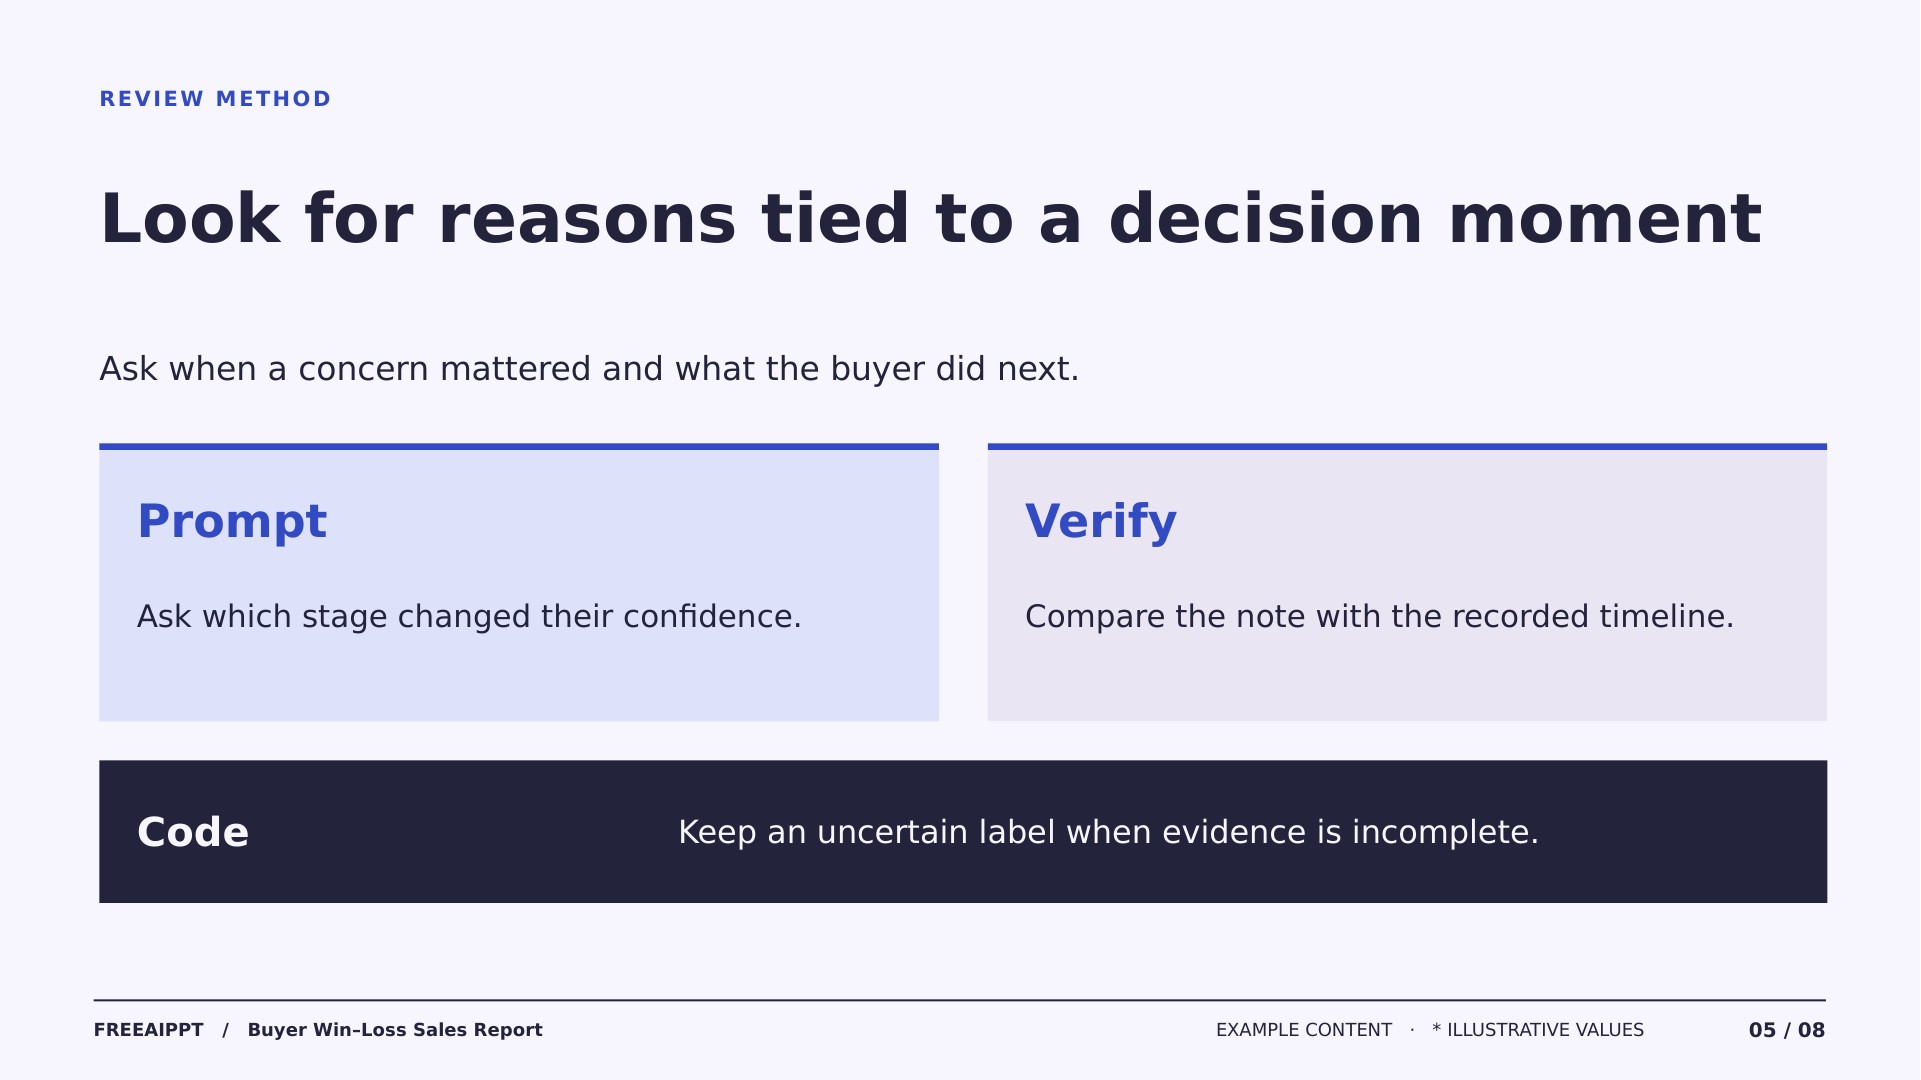 REVIEW METHOD
Look for reasons tied to a decision moment
Ask when a concern mattered and what the buyer did next.
Prompt
Ask which stage changed their confidence.
Verify
Compare the note with the recorded timeline.
Code
Keep an uncertain label when evidence is incomplete.
FREEAIPPT / Buyer Win–Loss Sales Report
EXAMPLE CONTENT · * ILLUSTRATIVE VALUES
05 / 08